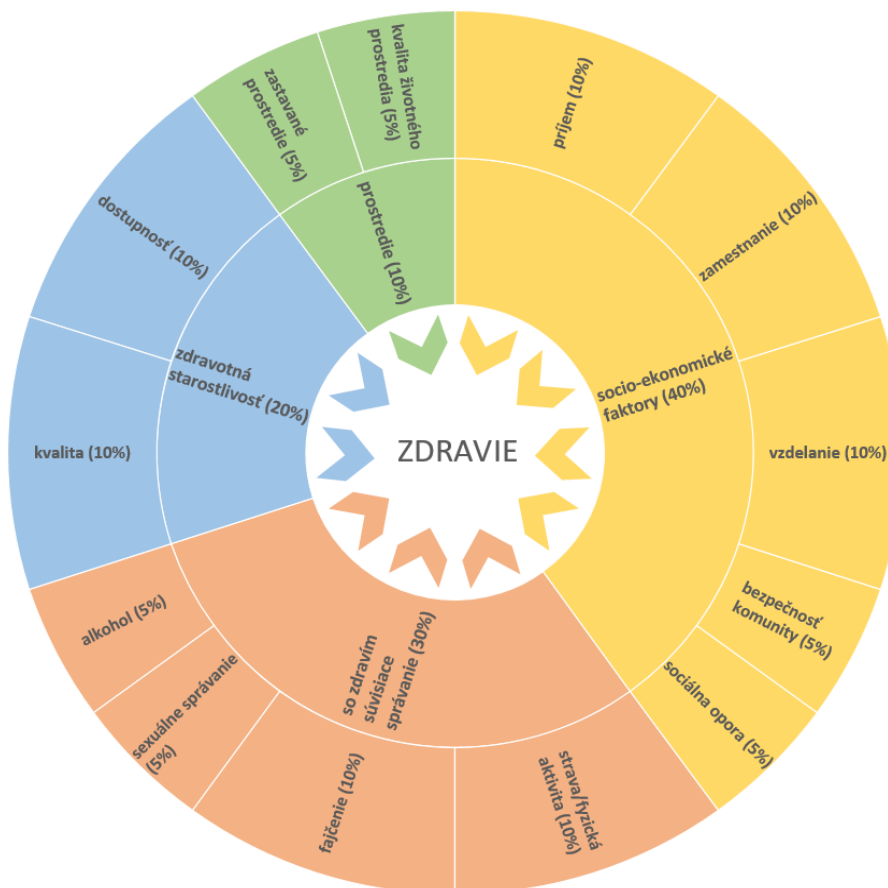 ZDRAVIE
socio-ekonomické
faktory (40%)
príjem (10%)
zamestnanie (10%)
vzdelanie (10%)
bezpečnosť
komunity (5%)
sociálna opora (5%)
so zdravím
súvisiace
správanie (30%)
strava/fyzická
aktivita (10%)
fajčenie (10%)
sexuálne správanie
(5%)
alkohol (5%)
zdravotná
starostlivosť (20%)
kvalita (10%)
dostupnosť (10%)
prostredie (10%)
zastavané
prostredie (5%)
kvalita životného
prostredia (5%)